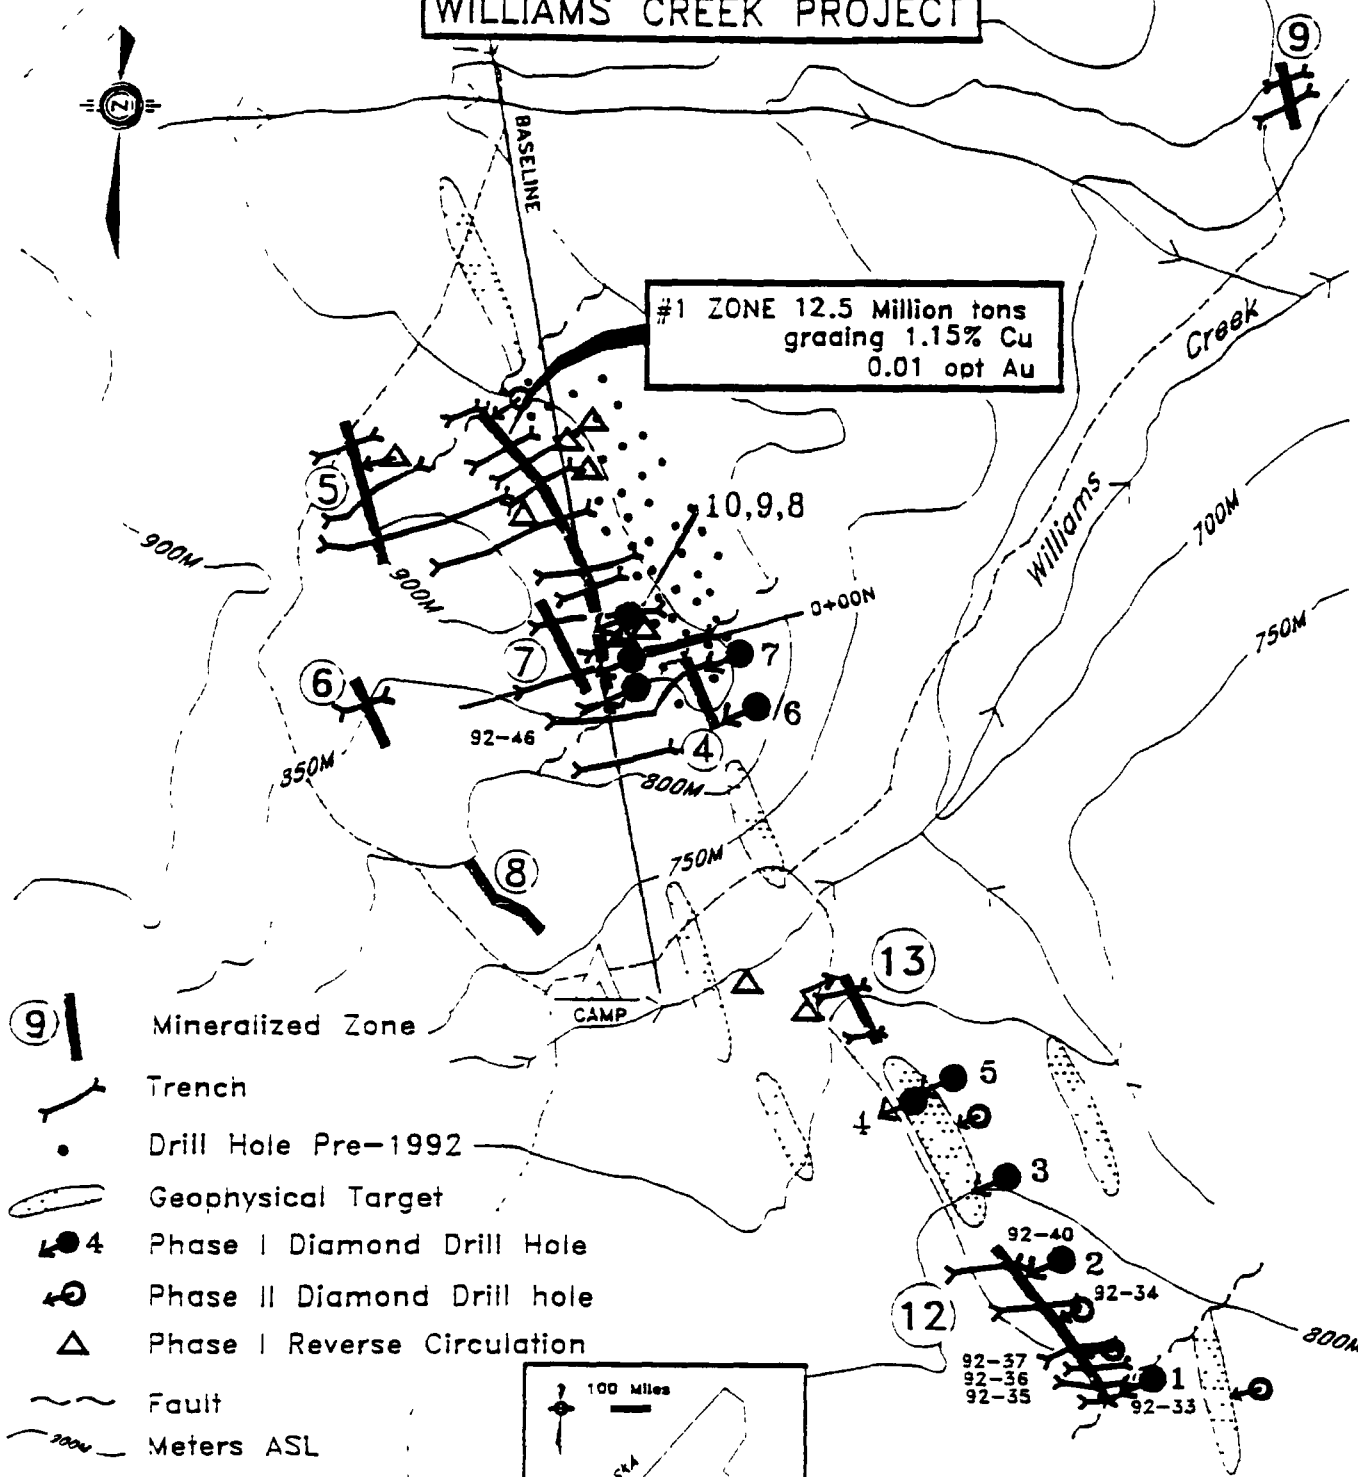 WILLIAMS CREEK PROJECT
9
N
BASELINE
#1 ZONE 12.5 Million tons
grading 1.15% Cu
0.01 opt Au
Creek
Williams
5
10,9,8
700M
900M
900M
0+00N
750M
7
7
6
6
92-46
4
350M
800M
750M
8
13
CAMP
9 Mineralized Zone
Trench
5
4
Drill Hole Pre-1992
3
Geophysical Target
4 Phase I Diamond Drill Hole
92-40
2
Phase II Diamond Drill hole
92-34
12
Phase I Reverse Circulation
800M
92-37
92-36
92-35
1
92-33
100 Miles
Fault
900m Meters ASL
SKA